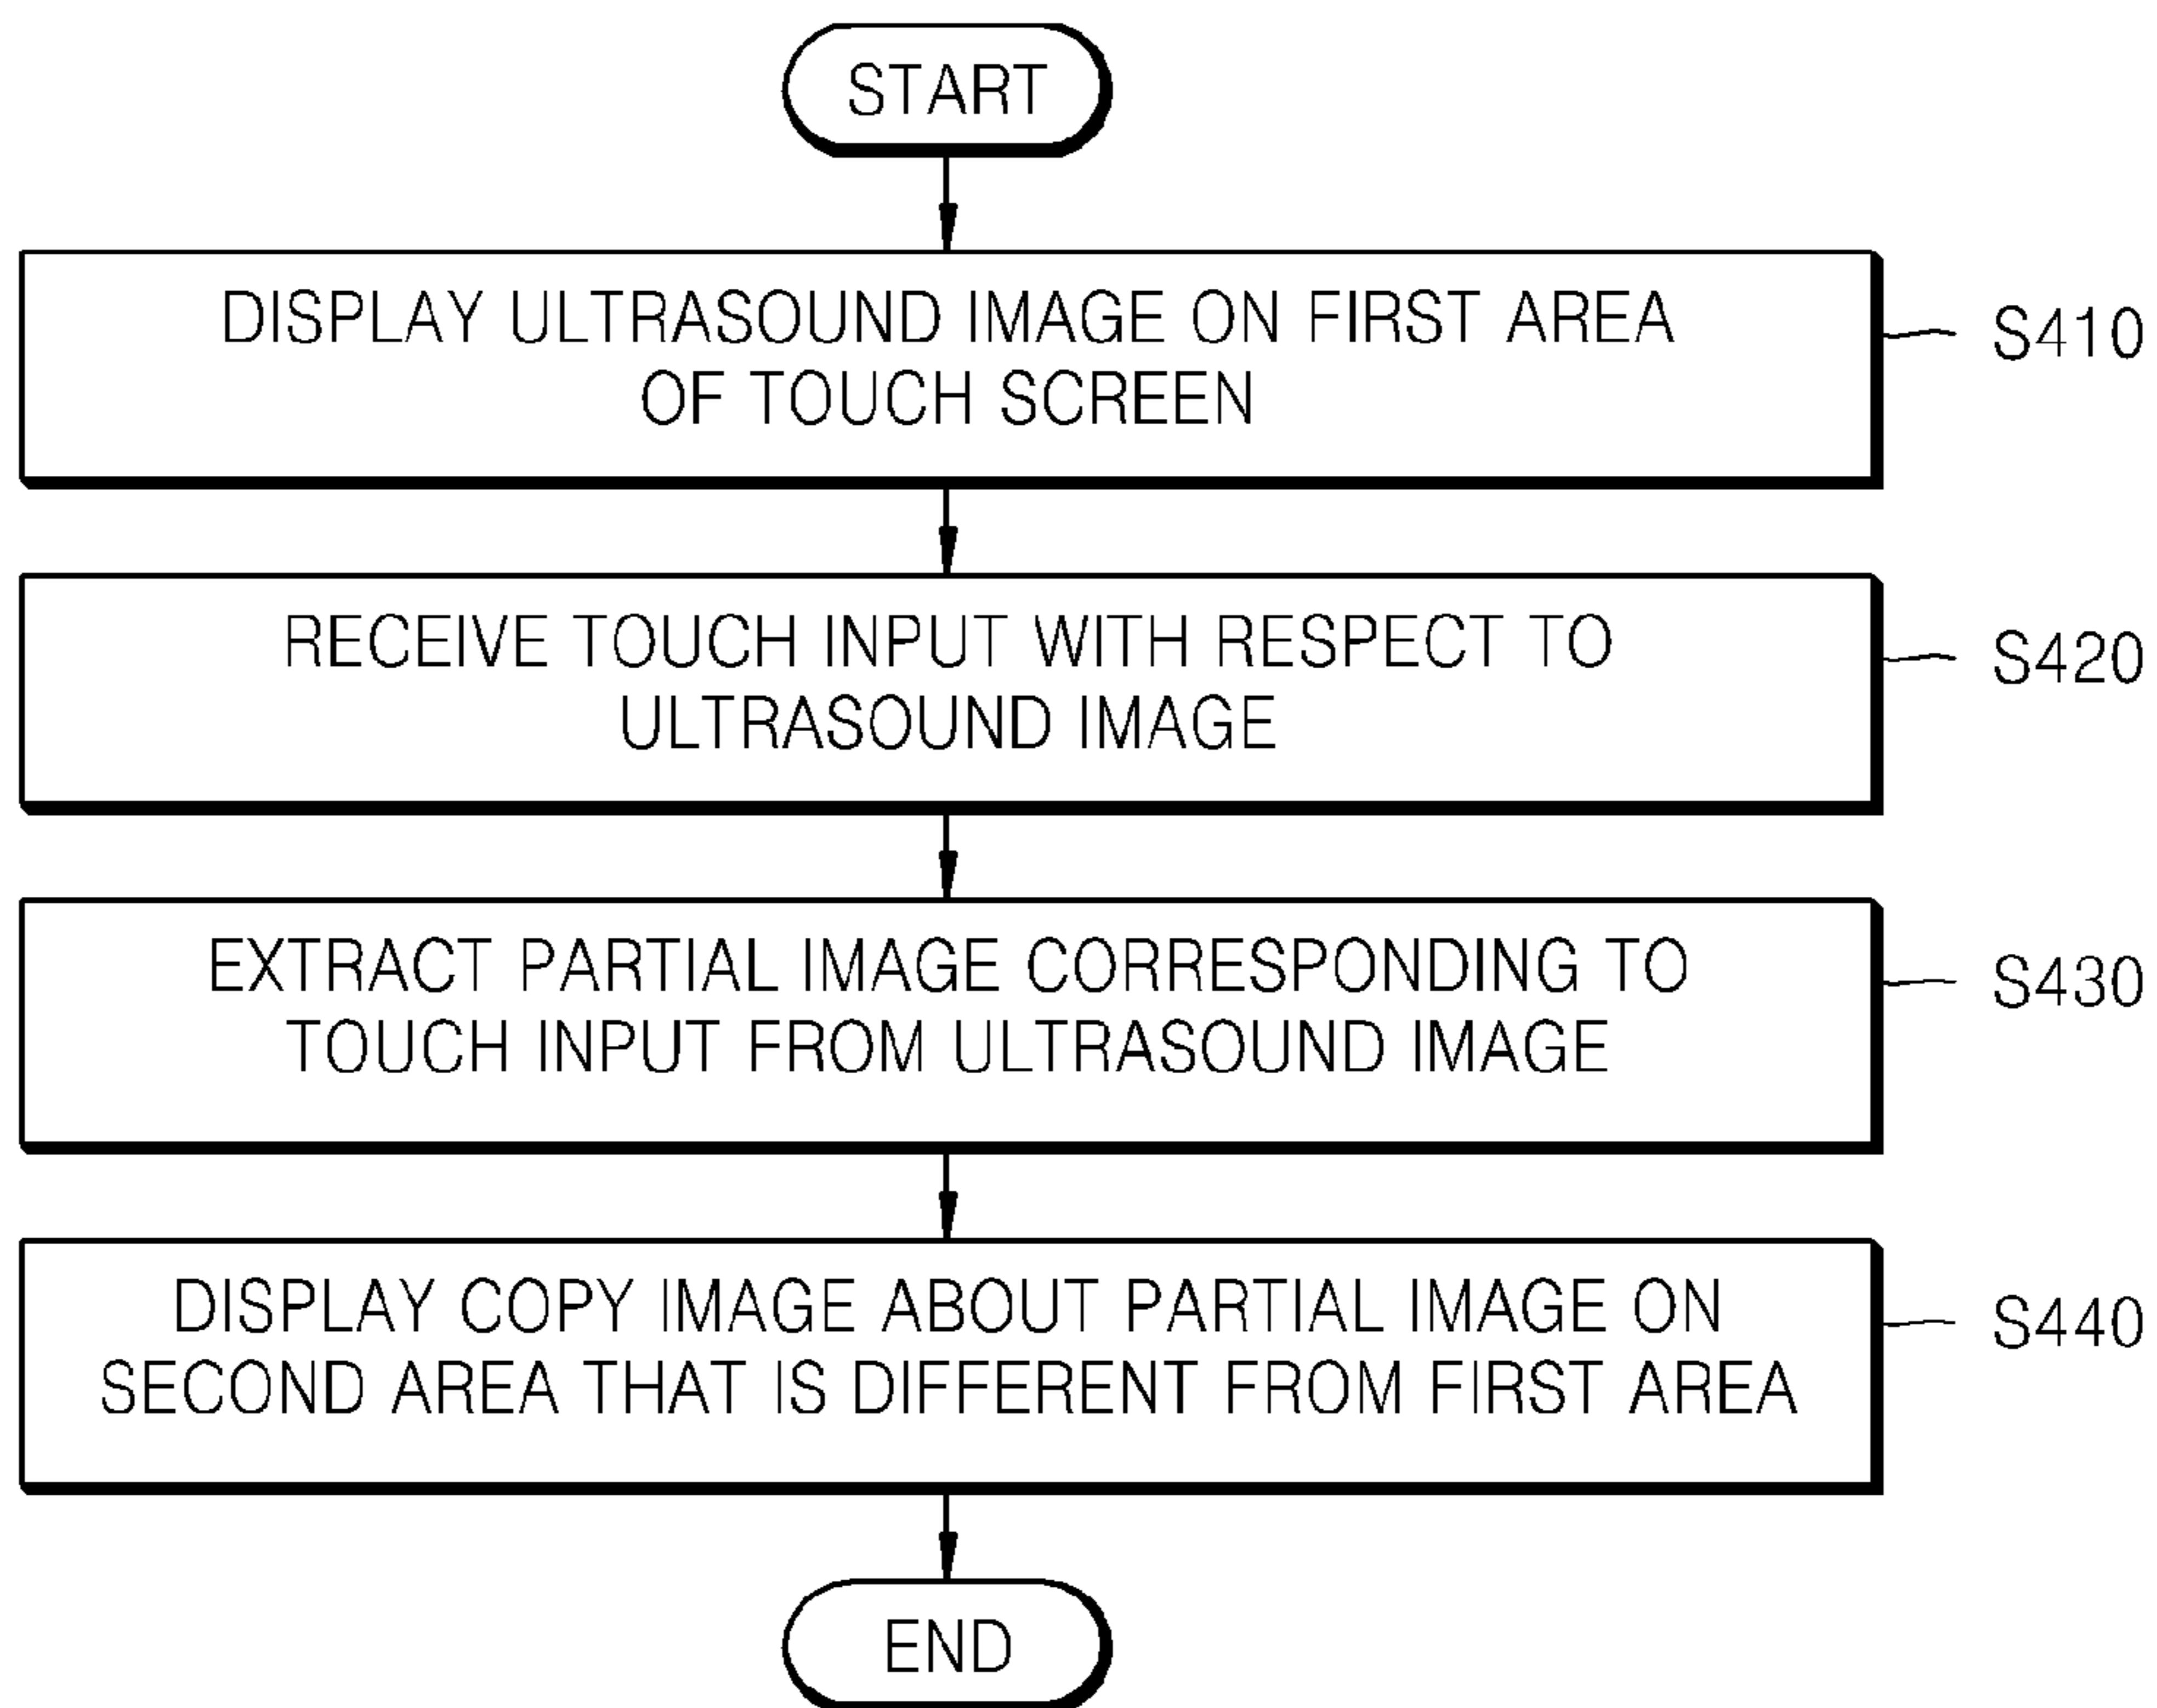 START
DISPLAY ULTRASOUND IMAGE ON FIRST AREA
OF TOUCH SCREEN
S410
RECEIVE TOUCH INPUT WITH RESPECT TO
ULTRASOUND IMAGE
S420
EXTRACT PARTIAL IMAGE CORRESPONDING TO
TOUCH INPUT FROM ULTRASOUND IMAGE
S430
DISPLAY COPY IMAGE ABOUT PARTIAL IMAGE ON
SECOND AREA THAT IS DIFFERENT FROM FIRST AREA
S440
END